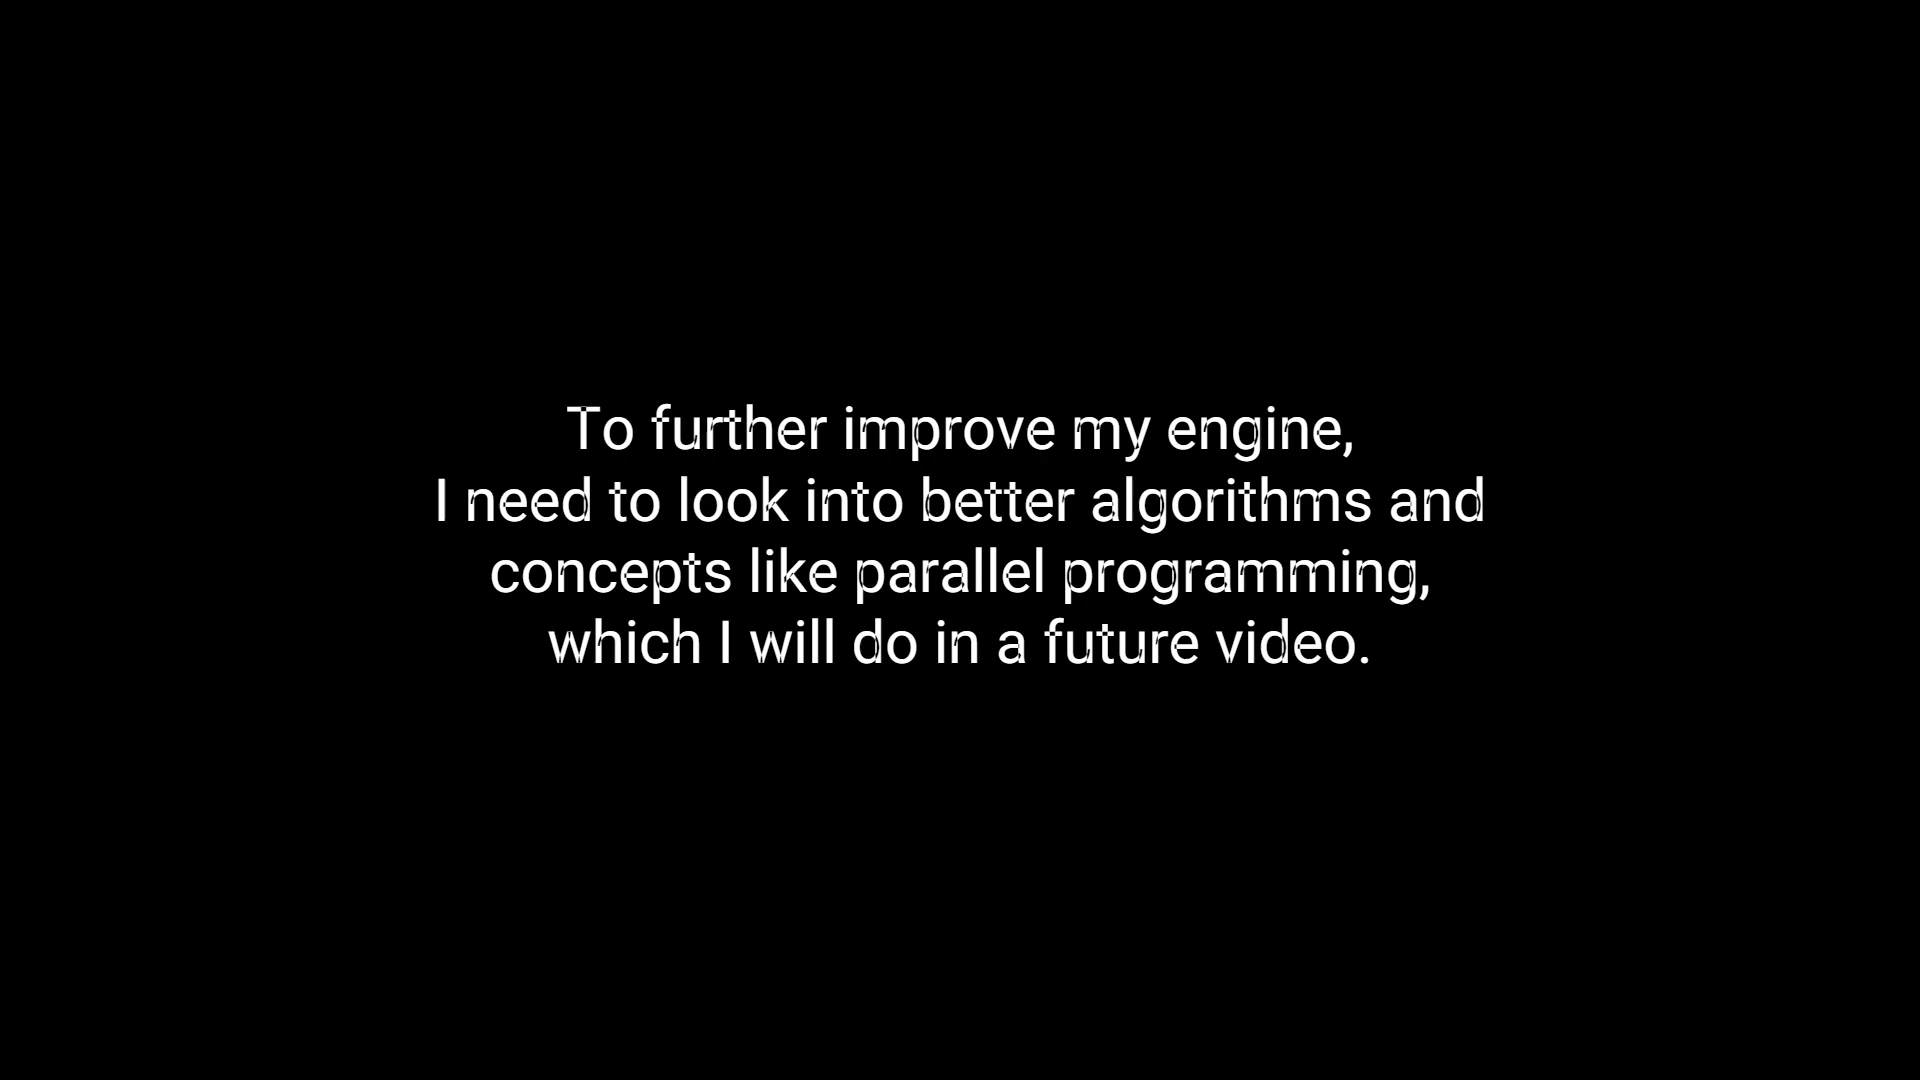 To further improve my engine,
I need to look into better algorithms and
concepts like parallel programming,
which I will do in a future video.